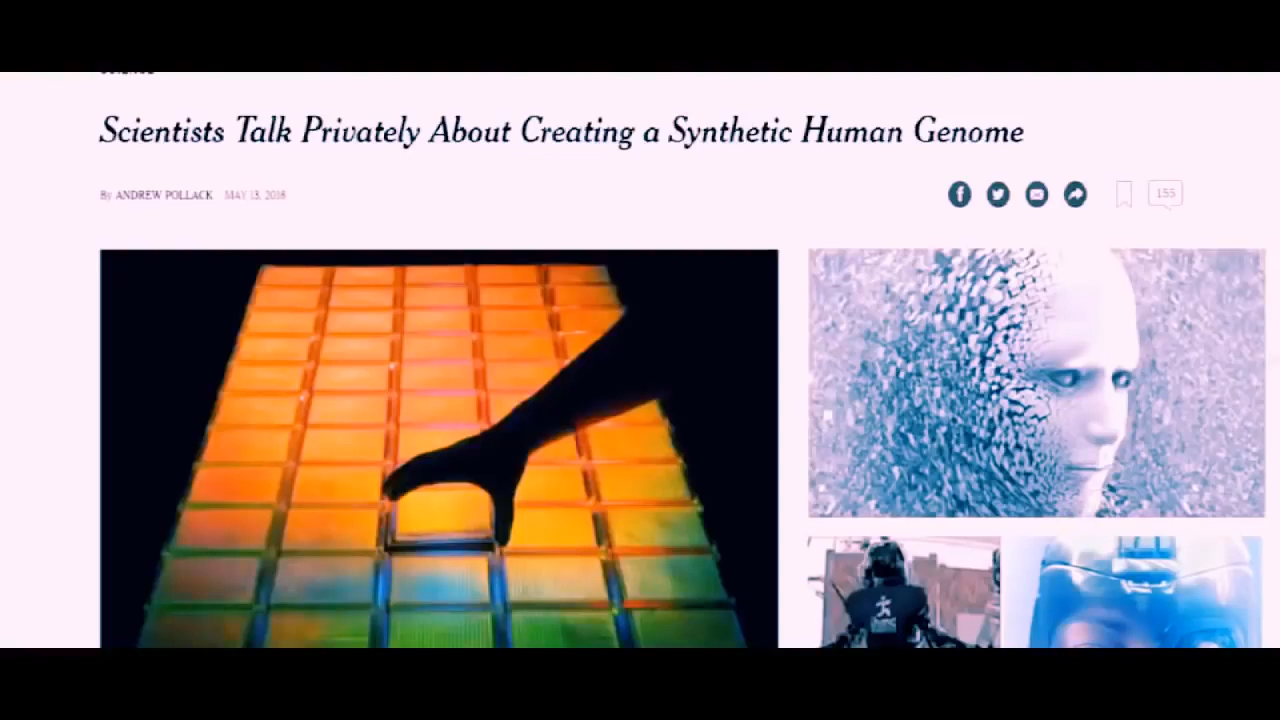 Scientists Talk Privately About Creating a Synthetic Human Genome
By ANDREW POLLACK MAY 13, 2016
155